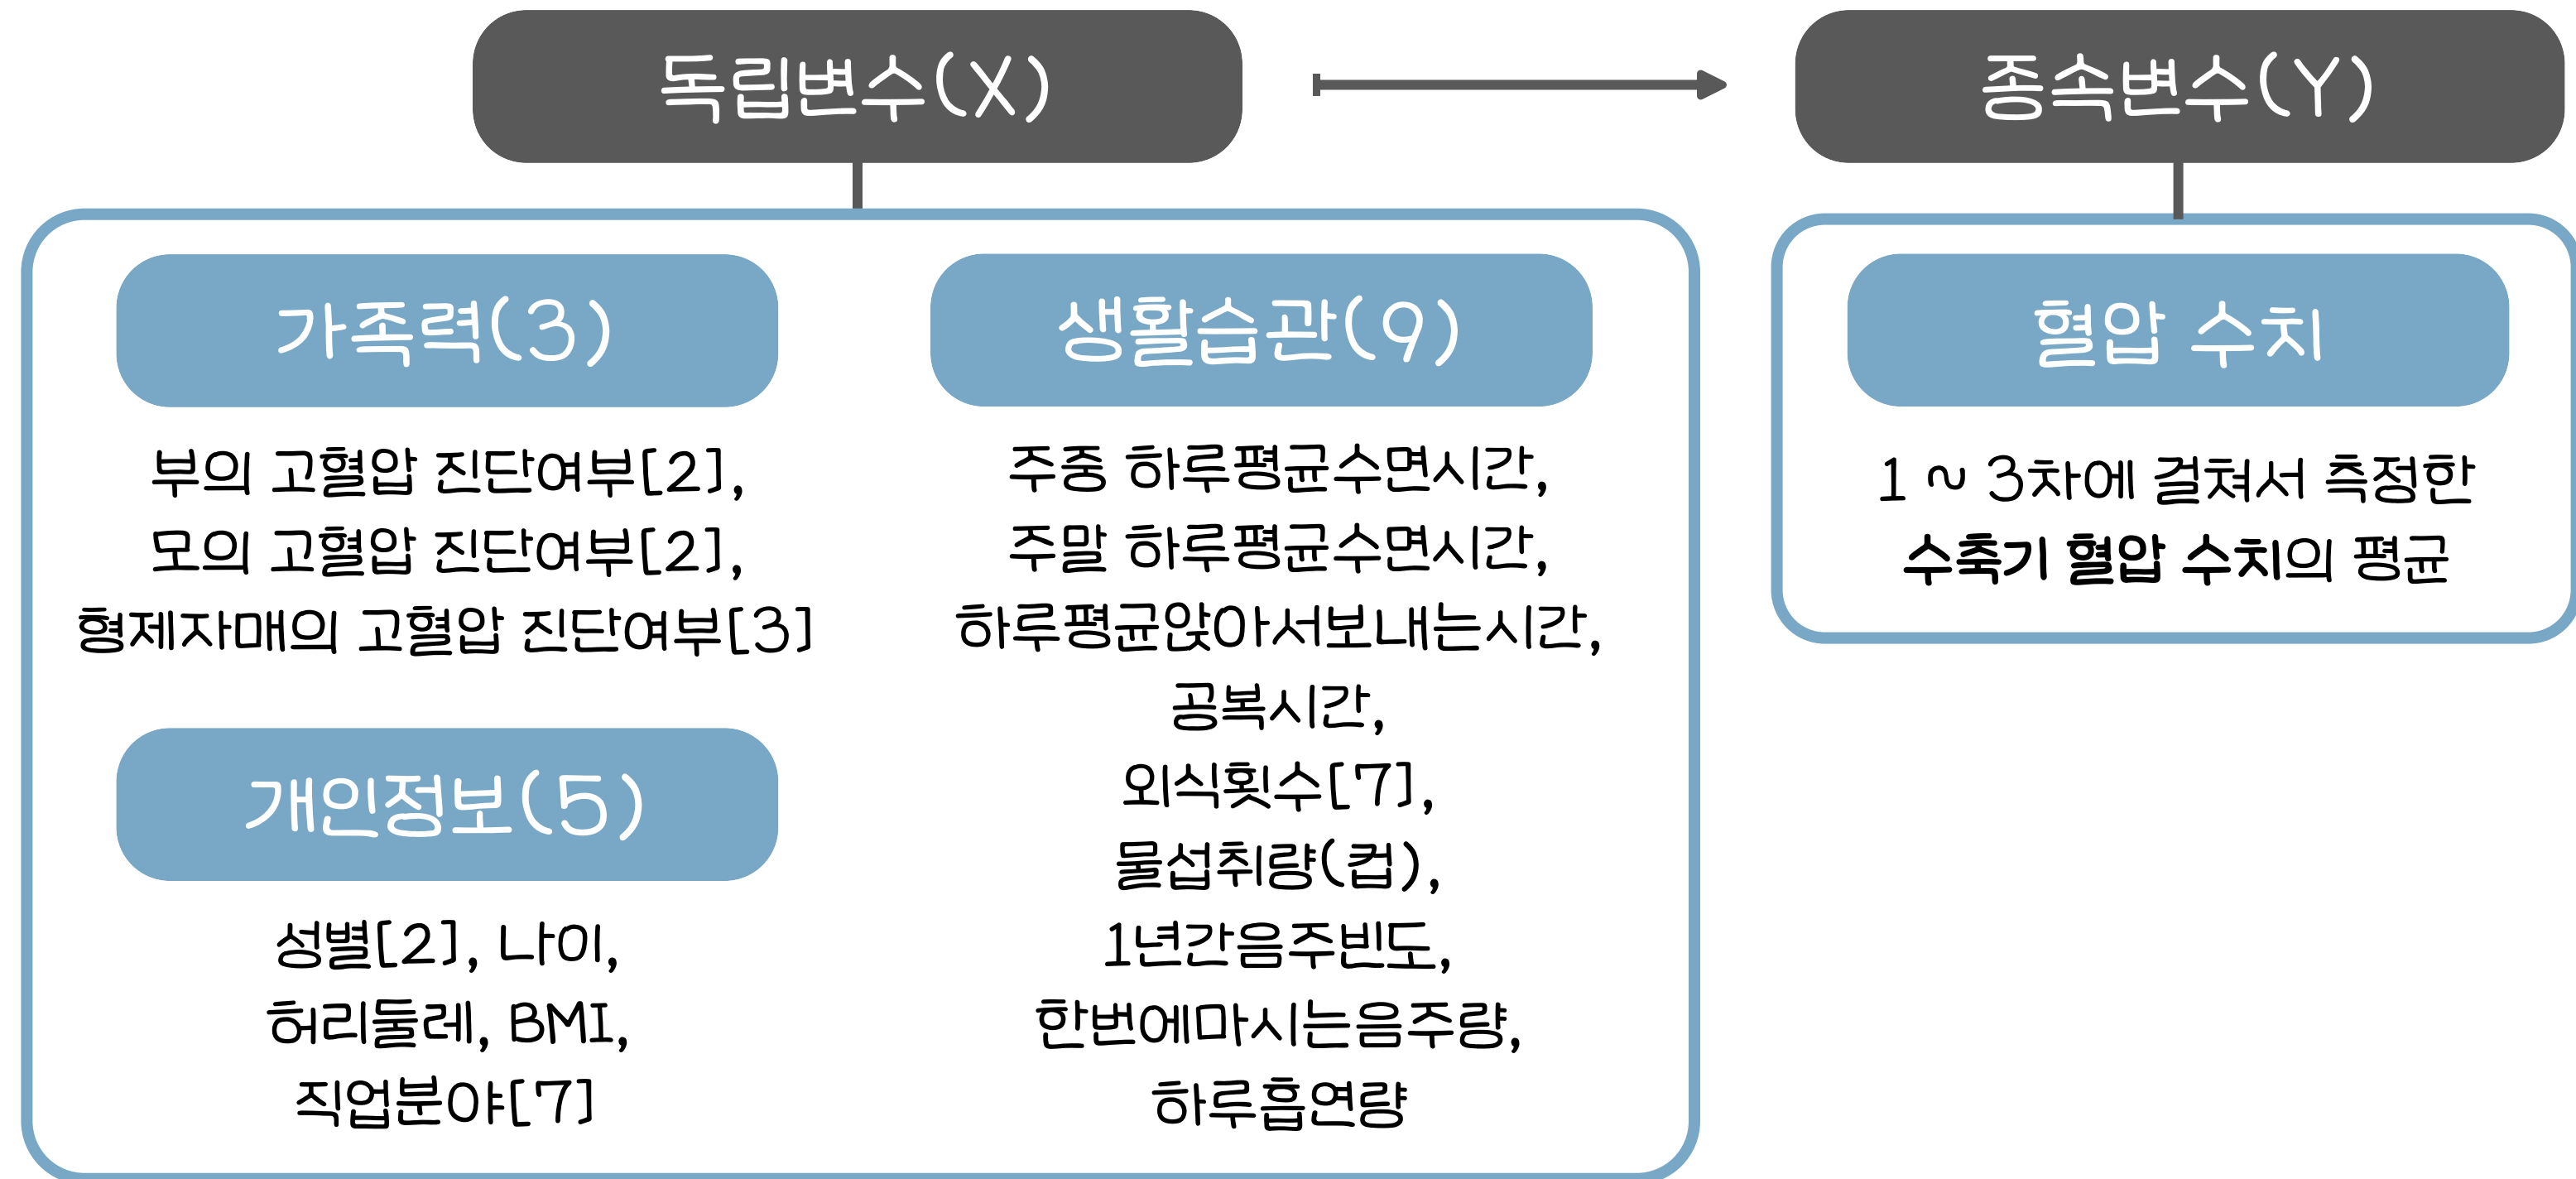 독립변수(X)
종속변수(Y)
가족력(3)
부의 고혈압 진단여부[2],
모의 고혈압 진단여부[2],
형제자매의 고혈압 진단여부[3]
개인정보(5)
성별[2], 나이,
허리둘레, BMI,
직업분야[7]
생활습관(9)
주중 하루평균수면시간,
주말 하루평균수면시간,
하루평균앉아서보내는시간,
공복시간,
외식횟수[7],
물섭취량(컵),
1년간음주빈도,
한번에마시는음주량,
하루흡연량
혈압 수치
1 ~ 3차에 걸쳐서 측정한
수축기 혈압 수치의 평균